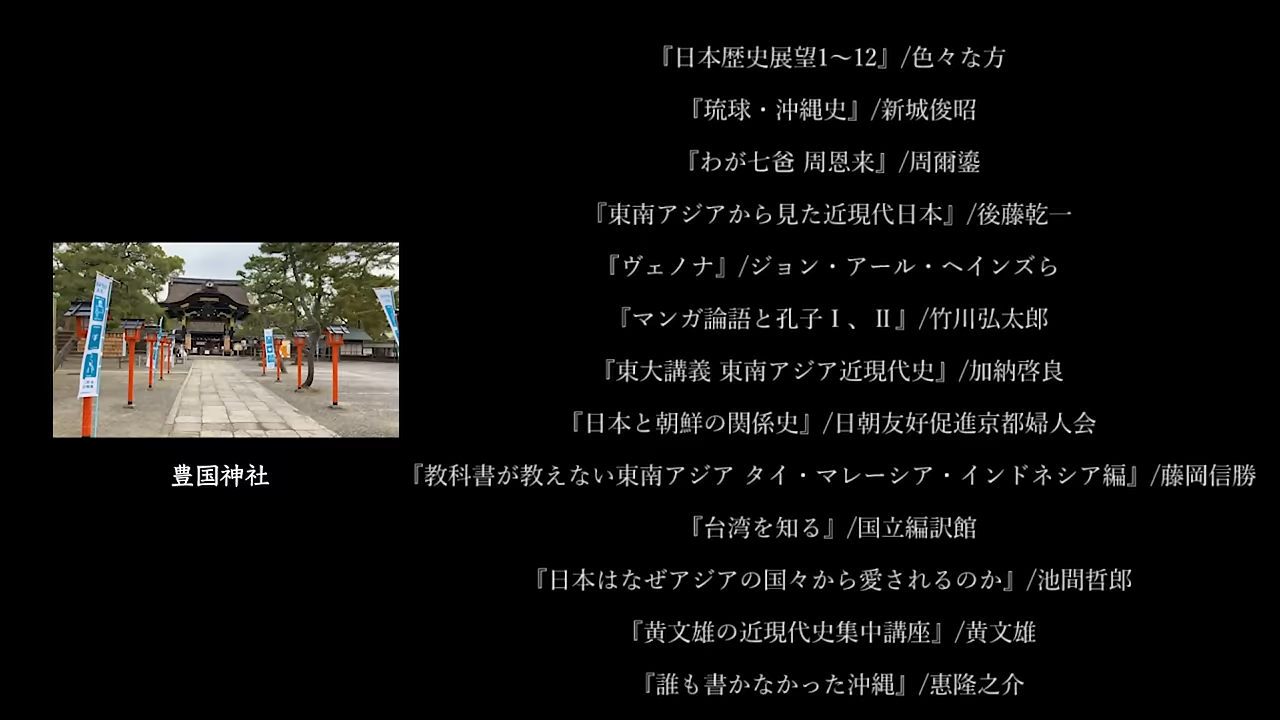 『日本歴史展望1〜12』/色々な方
『琉球・沖縄史』/新城俊昭
『わが七爸 周恩来』/周爾鎏
『東南アジアから見た近現代日本』/後藤乾一
『ヴェノナ』/ジョン・アール・ヘインズら
『マンガ論語と孔子Ⅰ、Ⅱ』/竹川弘太郎
『東大講義 東南アジア近現代史』/加納啓良
『日本と朝鮮の関係史』/日朝友好促進京都婦人会
『教科書が教えない東南アジア タイ・マレーシア・インドネシア編』/藤岡信勝
『台湾を知る』/国立編訳館
『日本はなぜアジアの国々から愛されるのか』/池間哲郎
『黄文雄の近現代史集中講座』/黄文雄
『誰も書かなかった沖縄』/惠隆之介
豊国神社